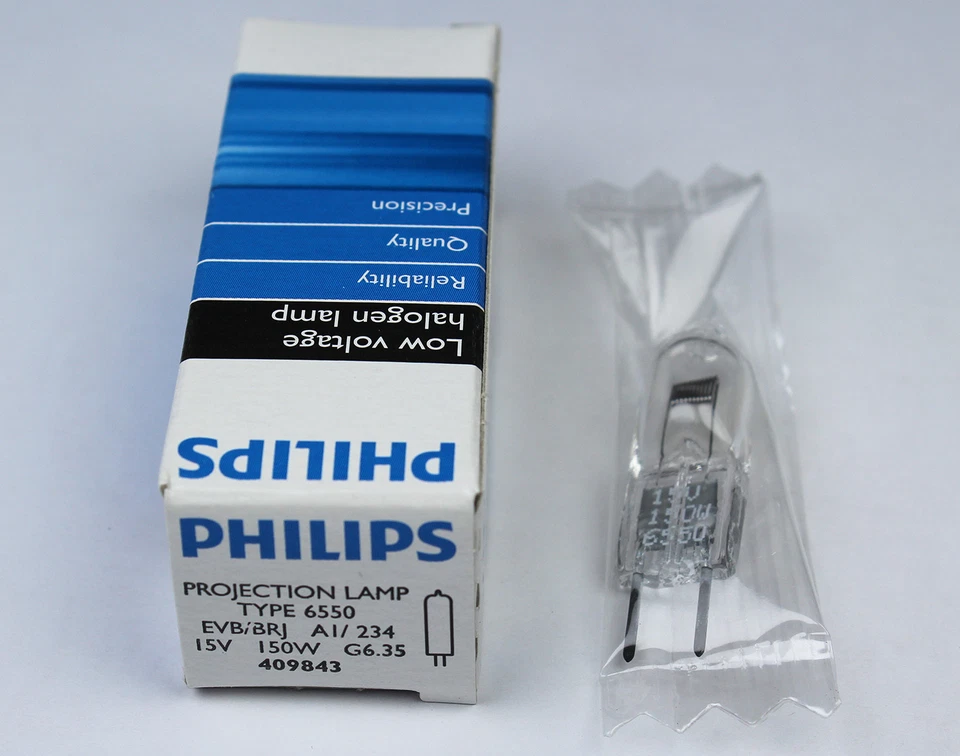 Precision
Quality
Reliability
Low voltage
halogen lamp
PHILIPS
PHILIPS
PROJECTION LAMP
TYPE 6550
EVB/BRJ A1/234
15V 150W G6.35
409843
15V
150W
6550